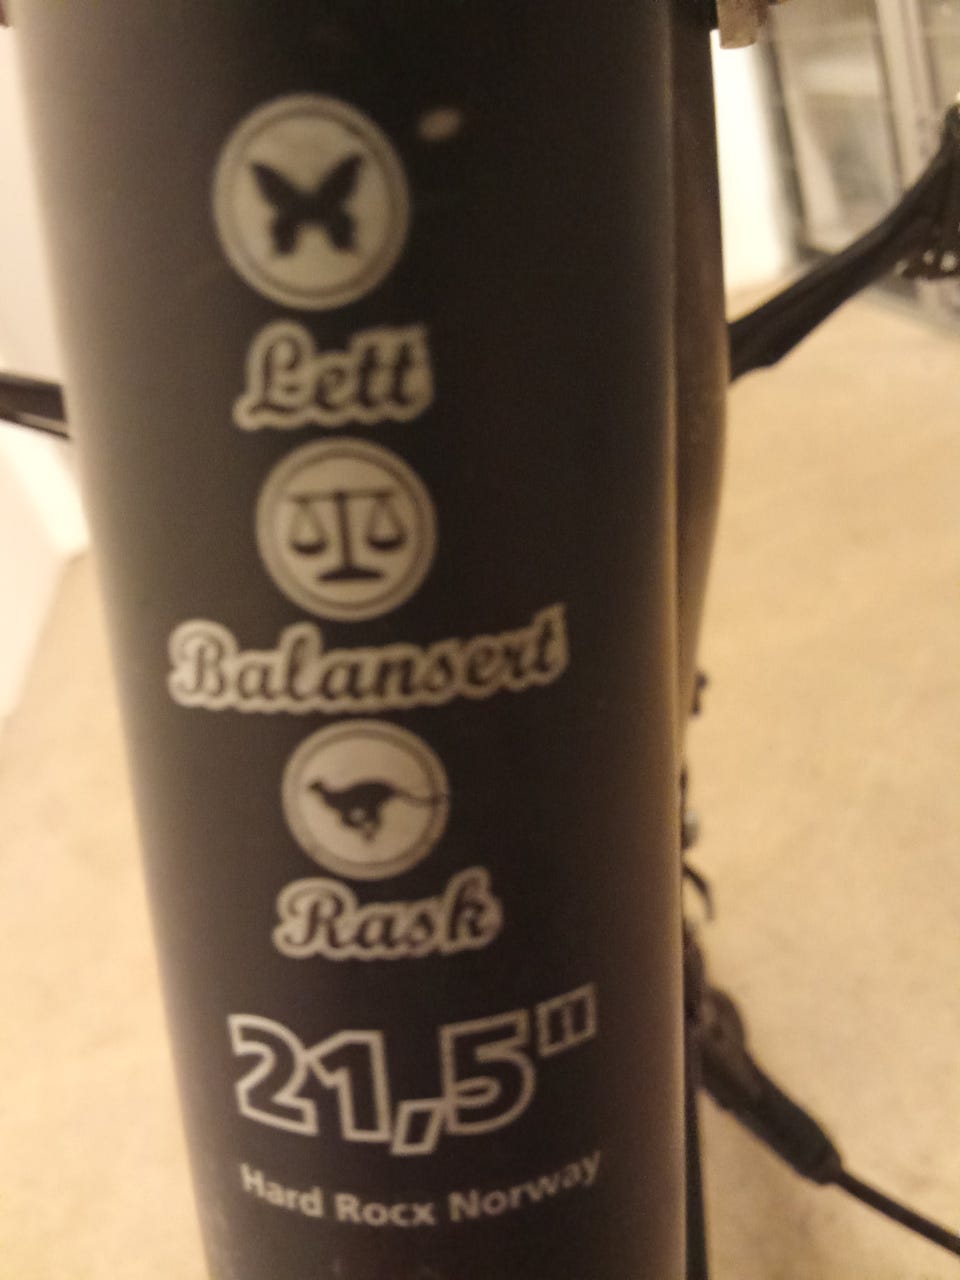 Lett
Balansert
Rask
21,5"
Hard Rocx Norway